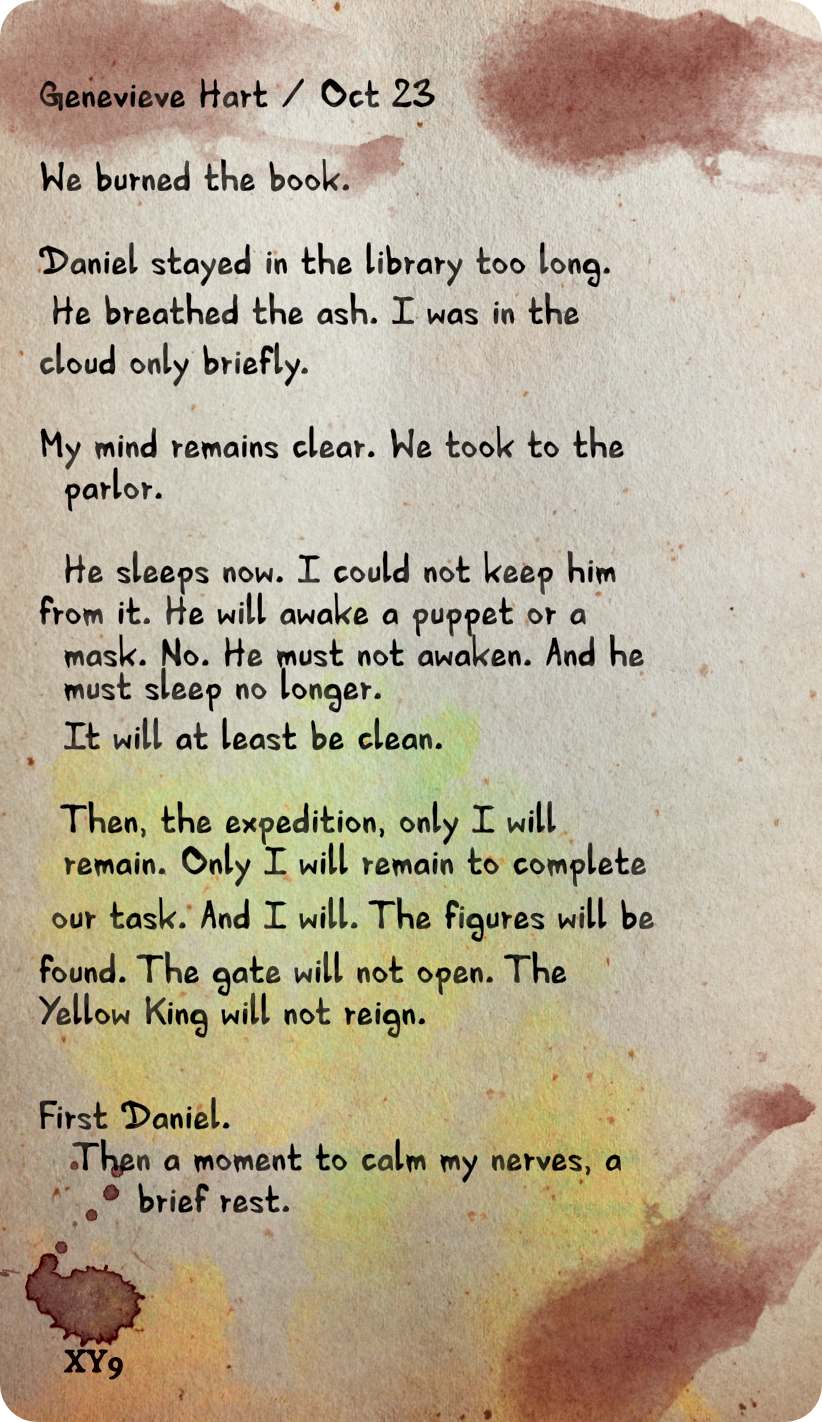 Genevieve Hart / Oct 23
We burned the book.
Daniel stayed in the library too long.
He breathed the ash. I was in the
cloud only briefly.
My mind remains clear. We took to the
parlor.
He sleeps now. I could not keep him
from it. He will awake a puppet or a
mask. No. He must not awaken. And he
must sleep no longer.
It will at least be clean.
Then, the expedition, only I will
remain. Only I will remain to complete
our task. And I will. The figures will be
found. The gate will not open. The
Yellow King will not reign.
First Daniel.
Then a moment to calm my nerves, a
brief rest.
XY9